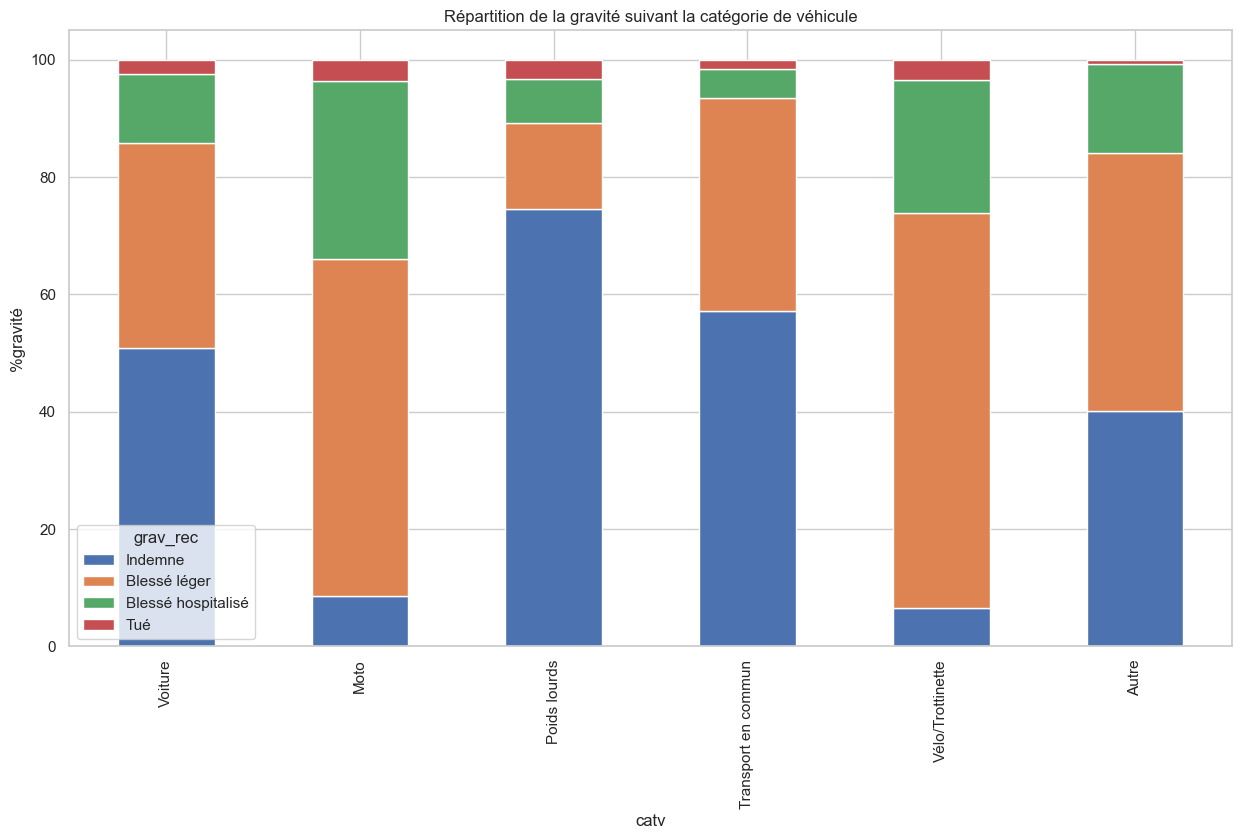 Répartition de la gravité suivant la catégorie de véhicule
%gravité
100
80
60
40
20
0
grav_rec
Indemne
Blessé léger
Blessé hospitalisé
Tué
Voiture
Moto
Poids lourds
Transport en commun
Vélo/Trottinette
Autre
catv